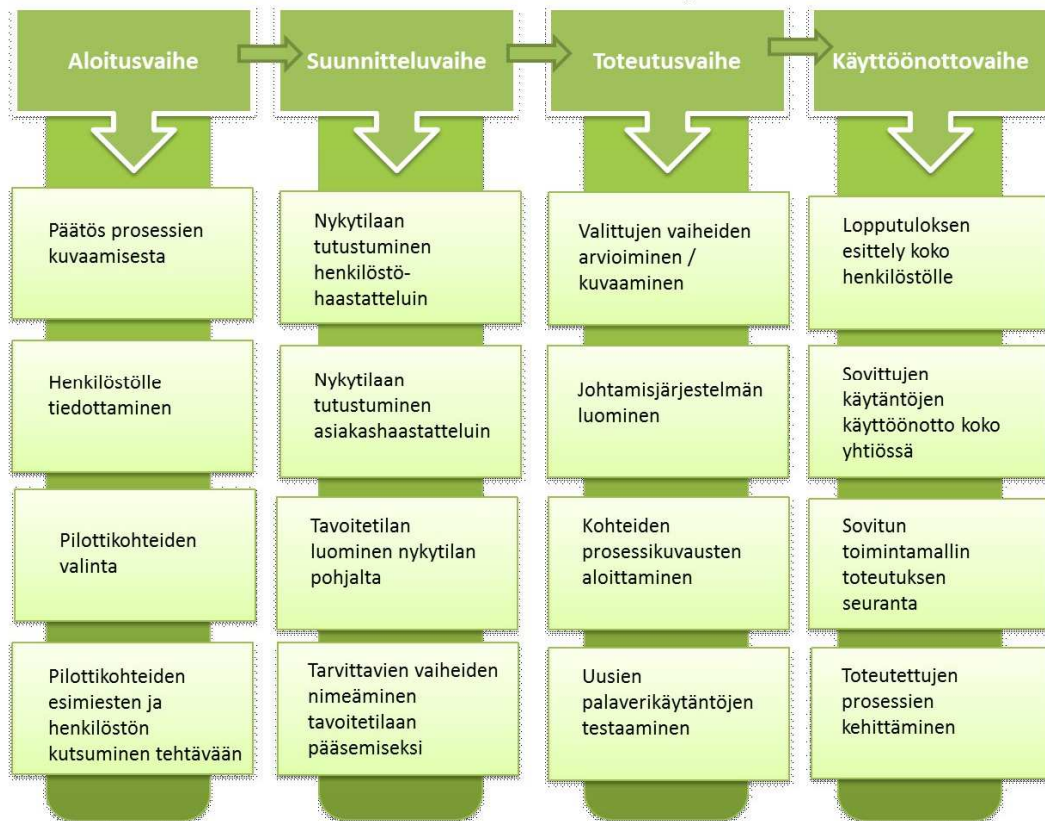 Aloitusvaihe
Suunnitteluvaihe
Toteutusvaihe
Käyttöönottovaihe
Päätös prosessien
kuvaamisesta
Henkilöstölle
tiedottaminen
Pilottikohteiden
valinta
Pilottikohteiden
esimiesten ja
henkilöstön
kutsuminen tehtävään
Nykytilaan
tutustuminen
henkilöstö-
haastatteluin
Nykytilaan
tutustuminen
asiakashaastatteluin
Tavoitetilan
luominen nykytilan
pohjalta
Tarvittavien vaiheiden
nimeäminen
tavoitetilaan
pääsemiseksi
Valittujen vaiheiden
arvioiminen /
kuvaaminen
Johtamisjärjestelmän
luominen
Kohteiden
prosessikuvausten
aloittaminen
Uusien
palaverikäytäntöjen
testaaminen
Lopputuloksen
esittely koko
henkilöstölle
Sovittujen
käytäntöjen
käyttöönotto koko
yhtiössä
Sovitun
toimintamallin
toteutuksen
seuranta
Toteutettujen
prosessien
kehittäminen